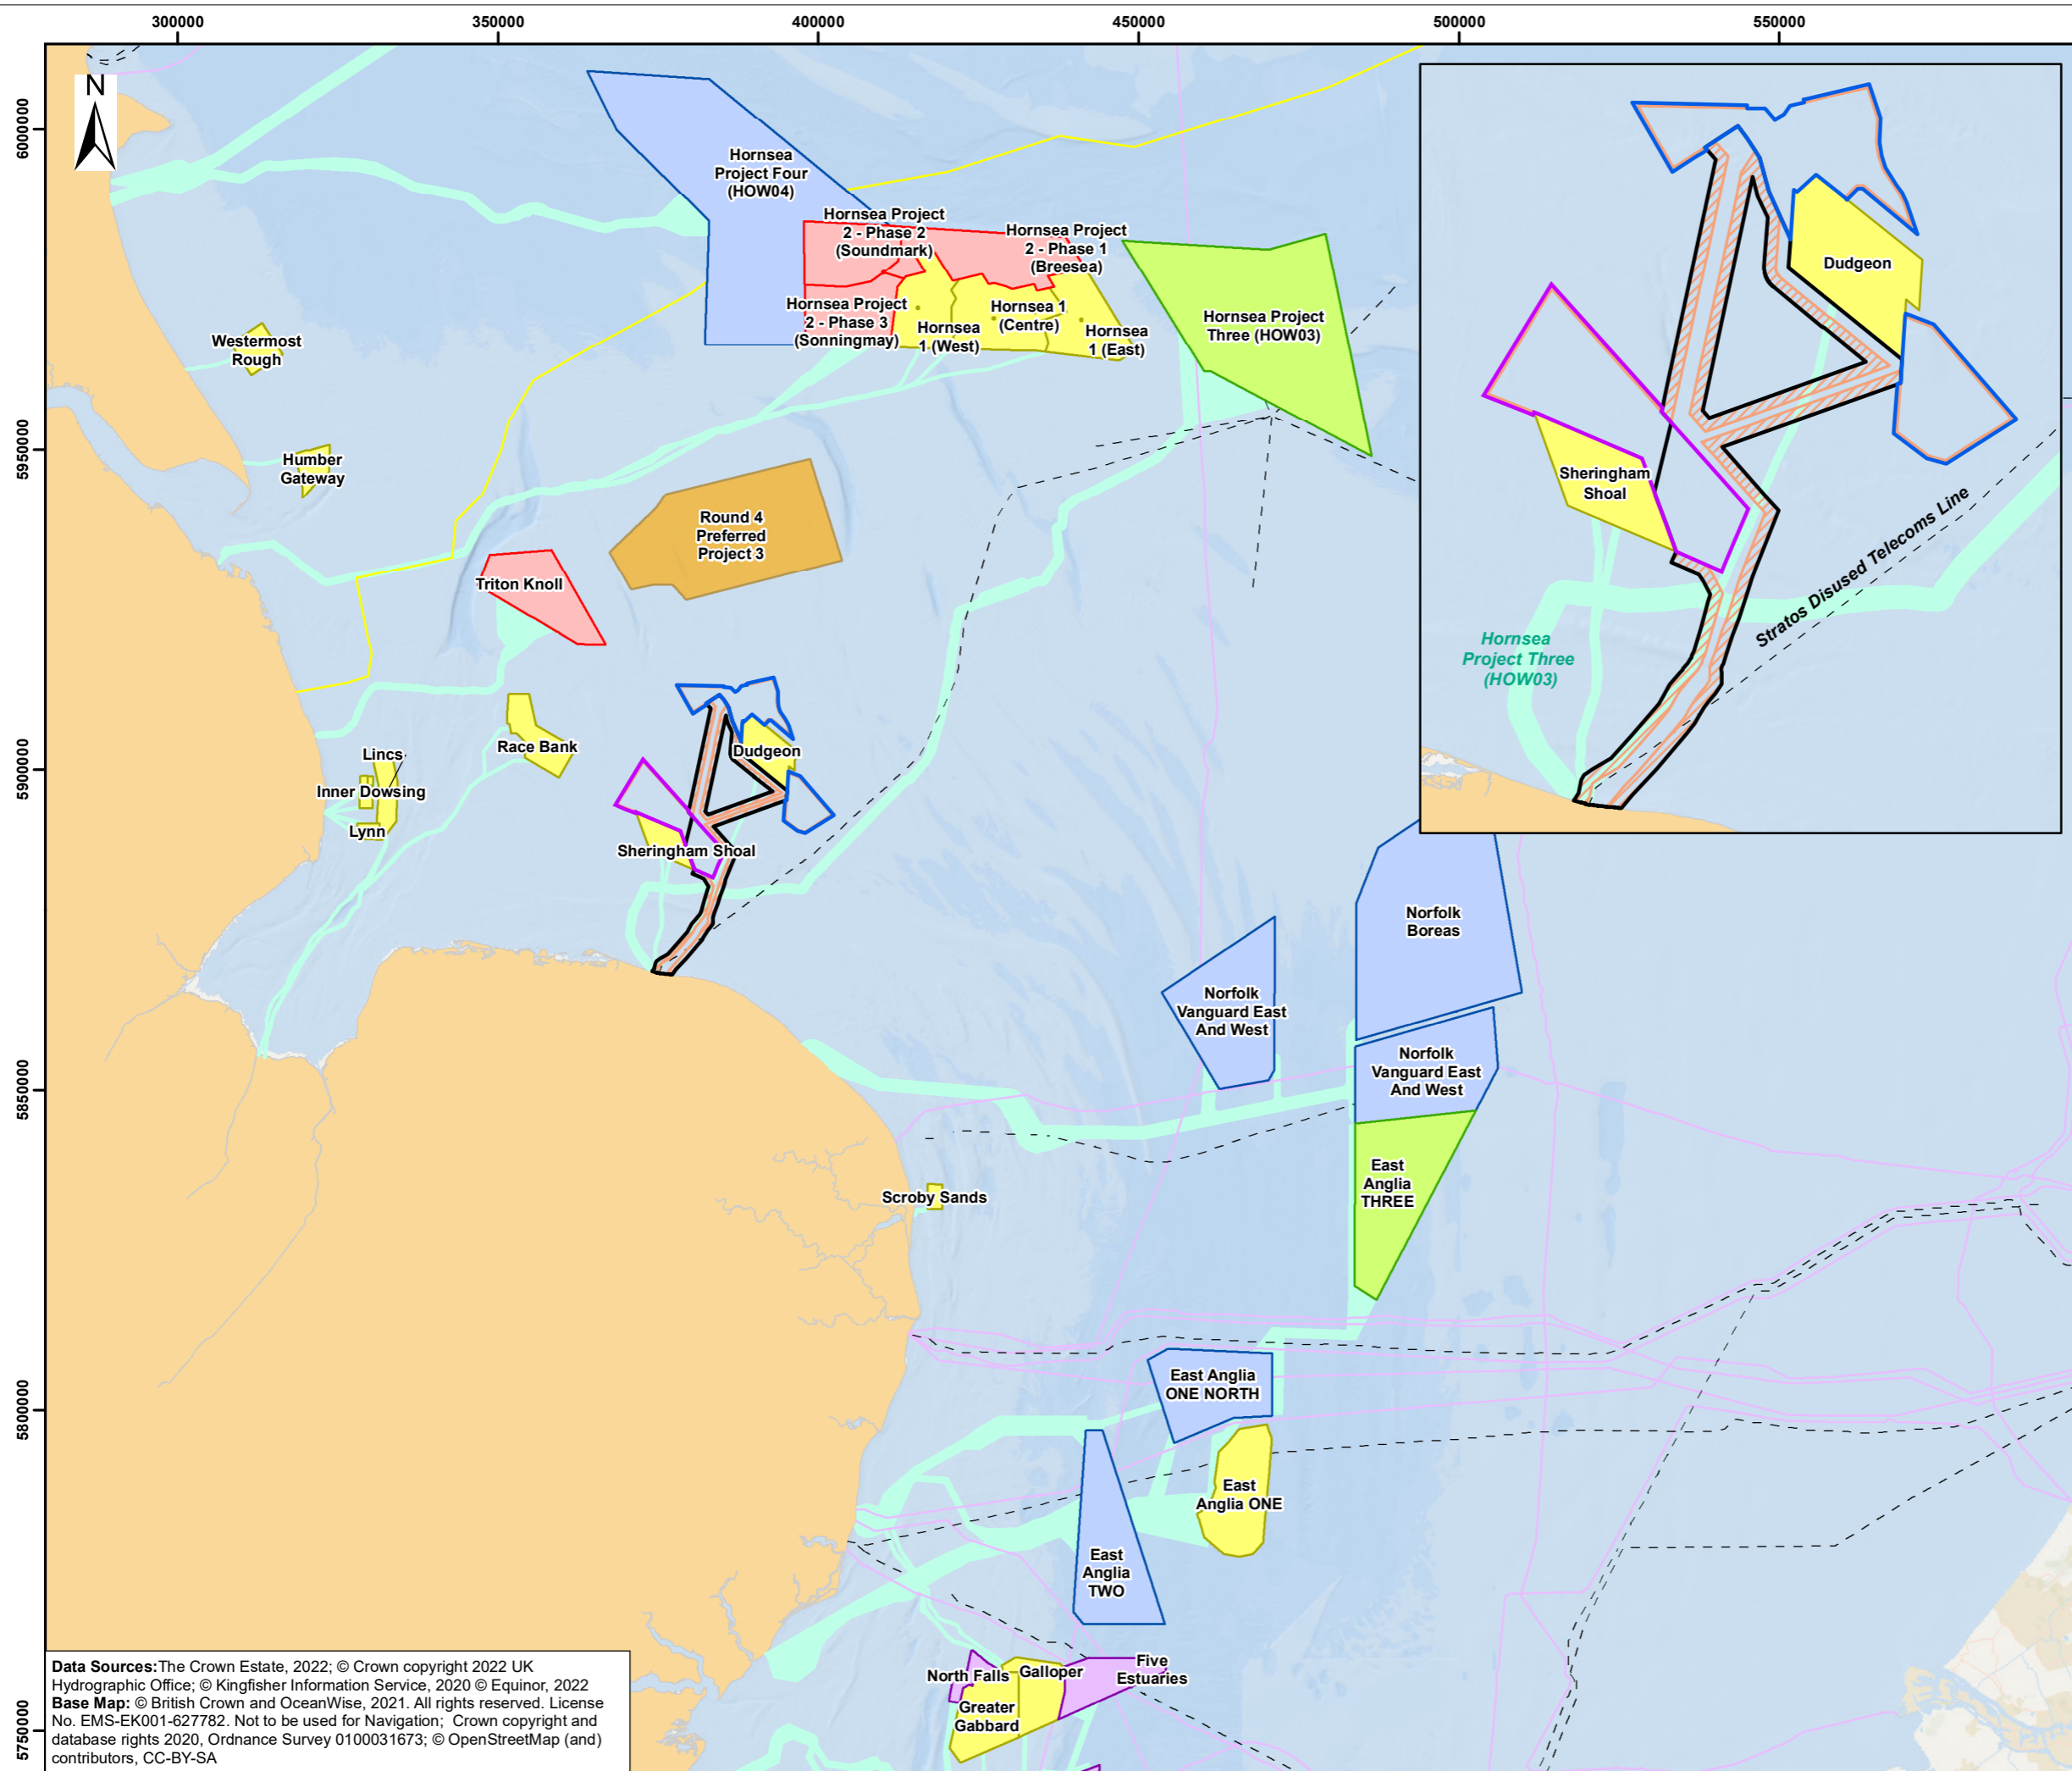 300000
350000
400000
450000
500000
550000
6000000
5950000
5900000
5850000
5800000
5750000
N
Hornsea
Project Four
(HOW04)
Hornsea Project
2 - Phase 2
(Soundmark)
Hornsea Project
2 - Phase 1
(Breesea)
Hornsea Project
2 - Phase 3
(Sonningmay)
Hornsea
1 (West)
Hornsea 1
(Centre)
Hornsea
1 (East)
Hornsea Project
Three (HOW03)
Westermost
Rough
Humber
Gateway
Round 4
Preferred
Project 3
Triton Knoll
Race Bank
Lincs
Inner Dowsing
Lynn
Dudgeon
Sheringham Shoal
Dudgeon
Sheringham
Shoal
Stratos Disused Telecoms Line
Hornsea
Project Three
(HOW03)
Norfolk
Boreas
Norfolk
Vanguard East
And West
Norfolk
Vanguard East
And West
East
Anglia
THREE
Scroby Sands
East Anglia
ONE NORTH
East
Anglia ONE
East
Anglia
TWO
North Falls
Galloper
Five
Estuaries
Greater
Gabbard
Data Sources:The Crown Estate, 2022; © Crown copyright 2022 UK
Hydrographic Office; © Kingfisher Information Service, 2020 © Equinor, 2022
Base Map: © British Crown and OceanWise, 2021. All rights reserved. License
No. EMS-EK001-627782. Not to be used for Navigation; Crown copyright and
database rights 2020, Ordnance Survey 0100031673; © OpenStreetMap (and)
contributors, CC-BY-SA